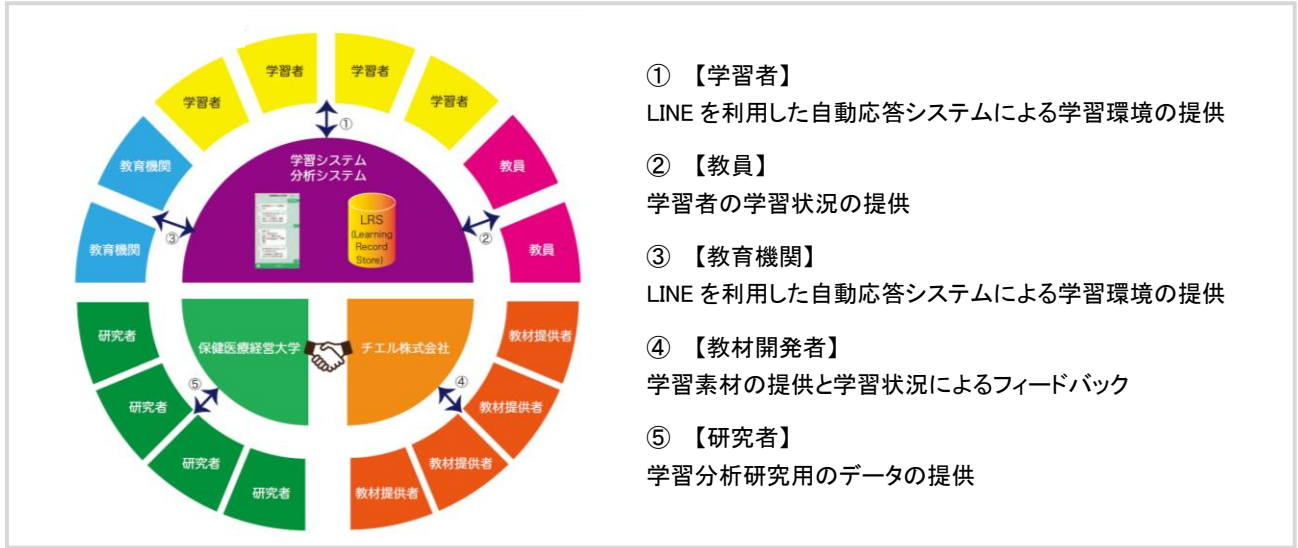 学習者
学習者
学習者
学習者
①
教育機関
教育機関
③
学習システム
分析システム
LRS
(Learning
Record
Store)
教員
教員
②
研究者
研究者
研究者
研究者
⑤
保健医療経営大学
チエル株式会社
④
教材提供者
教材提供者
教材提供者
教材提供者
① 【学習者】
LINE を利用した自動応答システムによる学習環境の提供
② 【教員】
学習者の学習状況の提供
③ 【教育機関】
LINE を利用した自動応答システムによる学習環境の提供
④ 【教材開発者】
学習素材の提供と学習状況によるフィードバック
⑤ 【研究者】
学習分析研究用のデータの提供